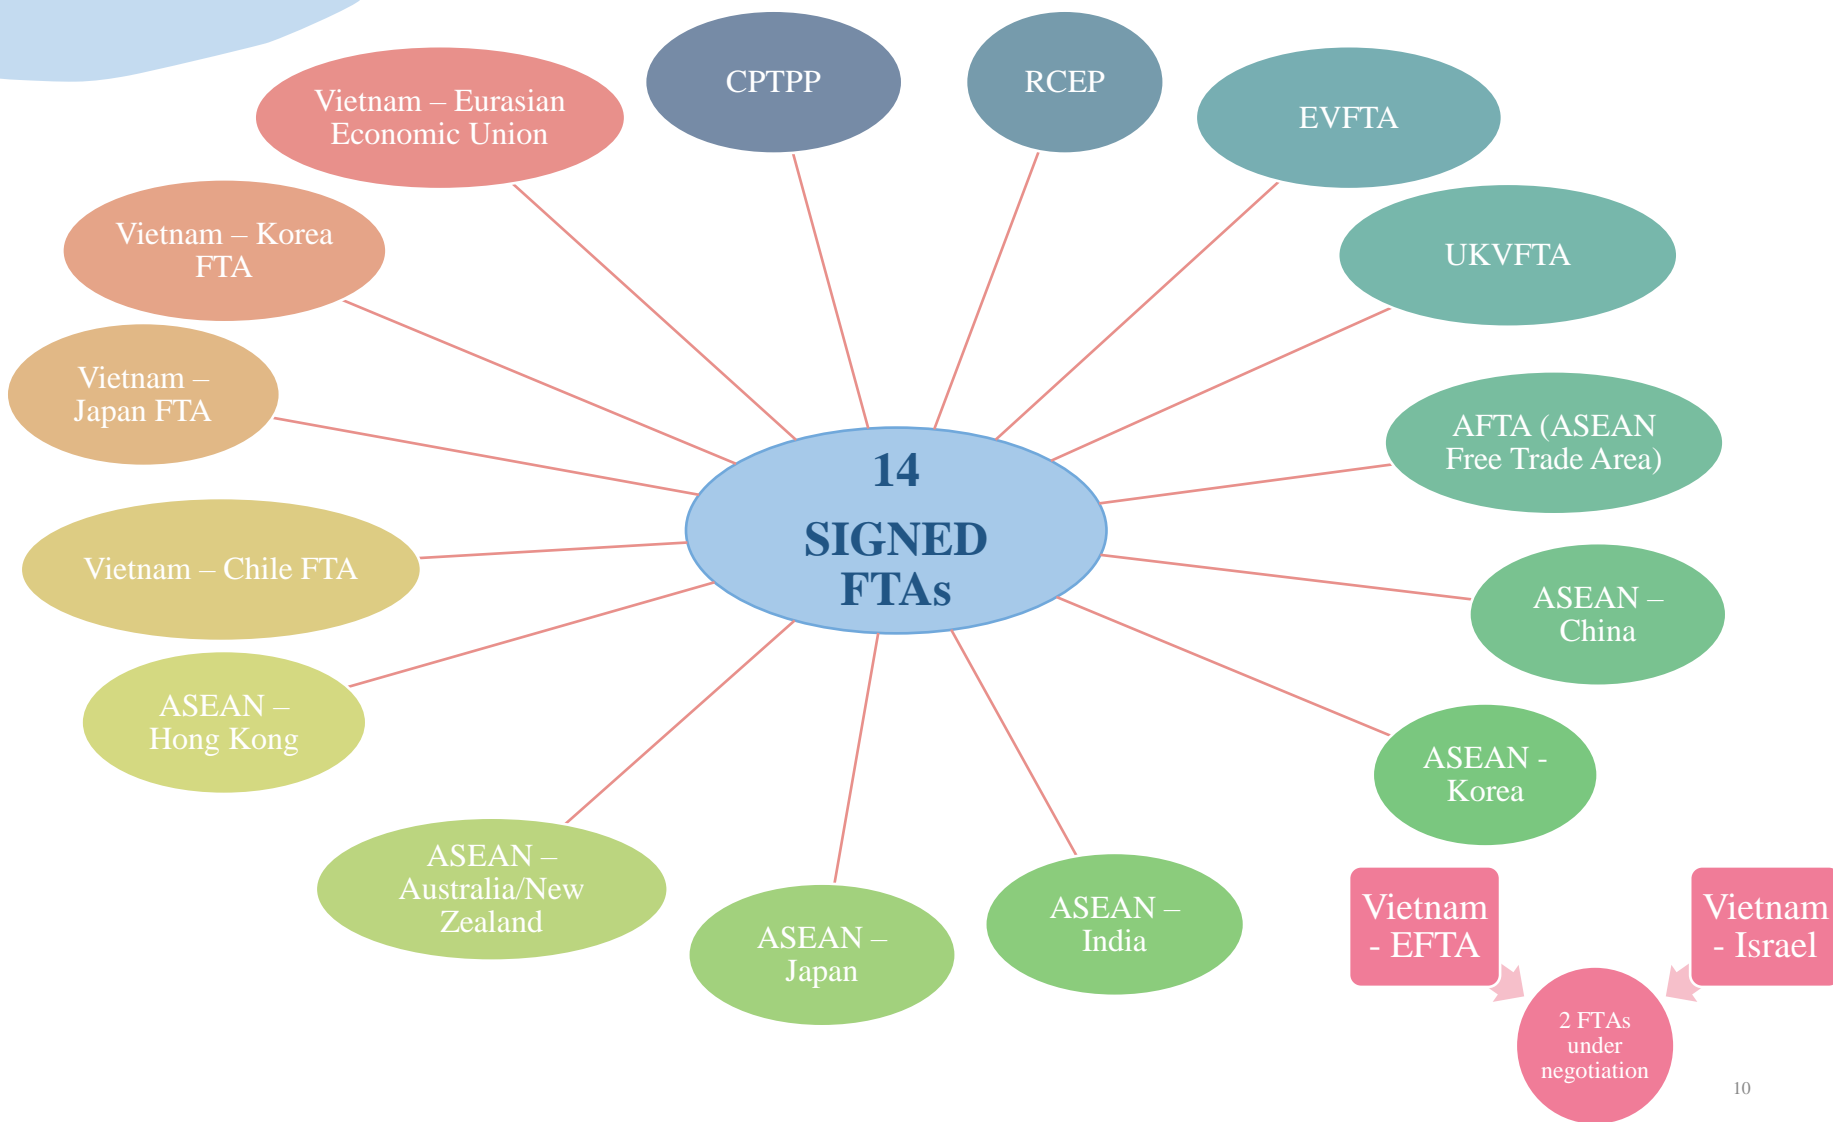 CPTPP
RCEP
EVFTA
UKVFTA
AFTA (ASEAN
Free Trade Area)
ASEAN –
China
ASEAN -
Korea
ASEAN –
India
ASEAN –
Japan
ASEAN –
Australia/New
Zealand
ASEAN –
Hong Kong
Vietnam – Chile FTA
Vietnam –
Japan FTA
Vietnam – Korea
FTA
Vietnam – Eurasian
Economic Union
14
SIGNED
FTAs
Vietnam
- EFTA
Vietnam
- Israel
2 FTAs
under
negotiation
10